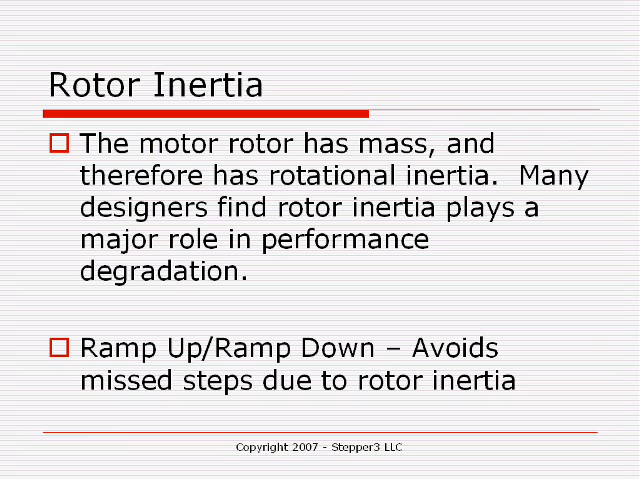 Rotor Inertia
The motor rotor has mass, and
therefore has rotational inertia.  Many
designers find rotor inertia plays a
major role in performance
degradation.
Ramp Up/Ramp Down – Avoids
missed steps due to rotor inertia
Copyright 2007 - Stepper3 LLC